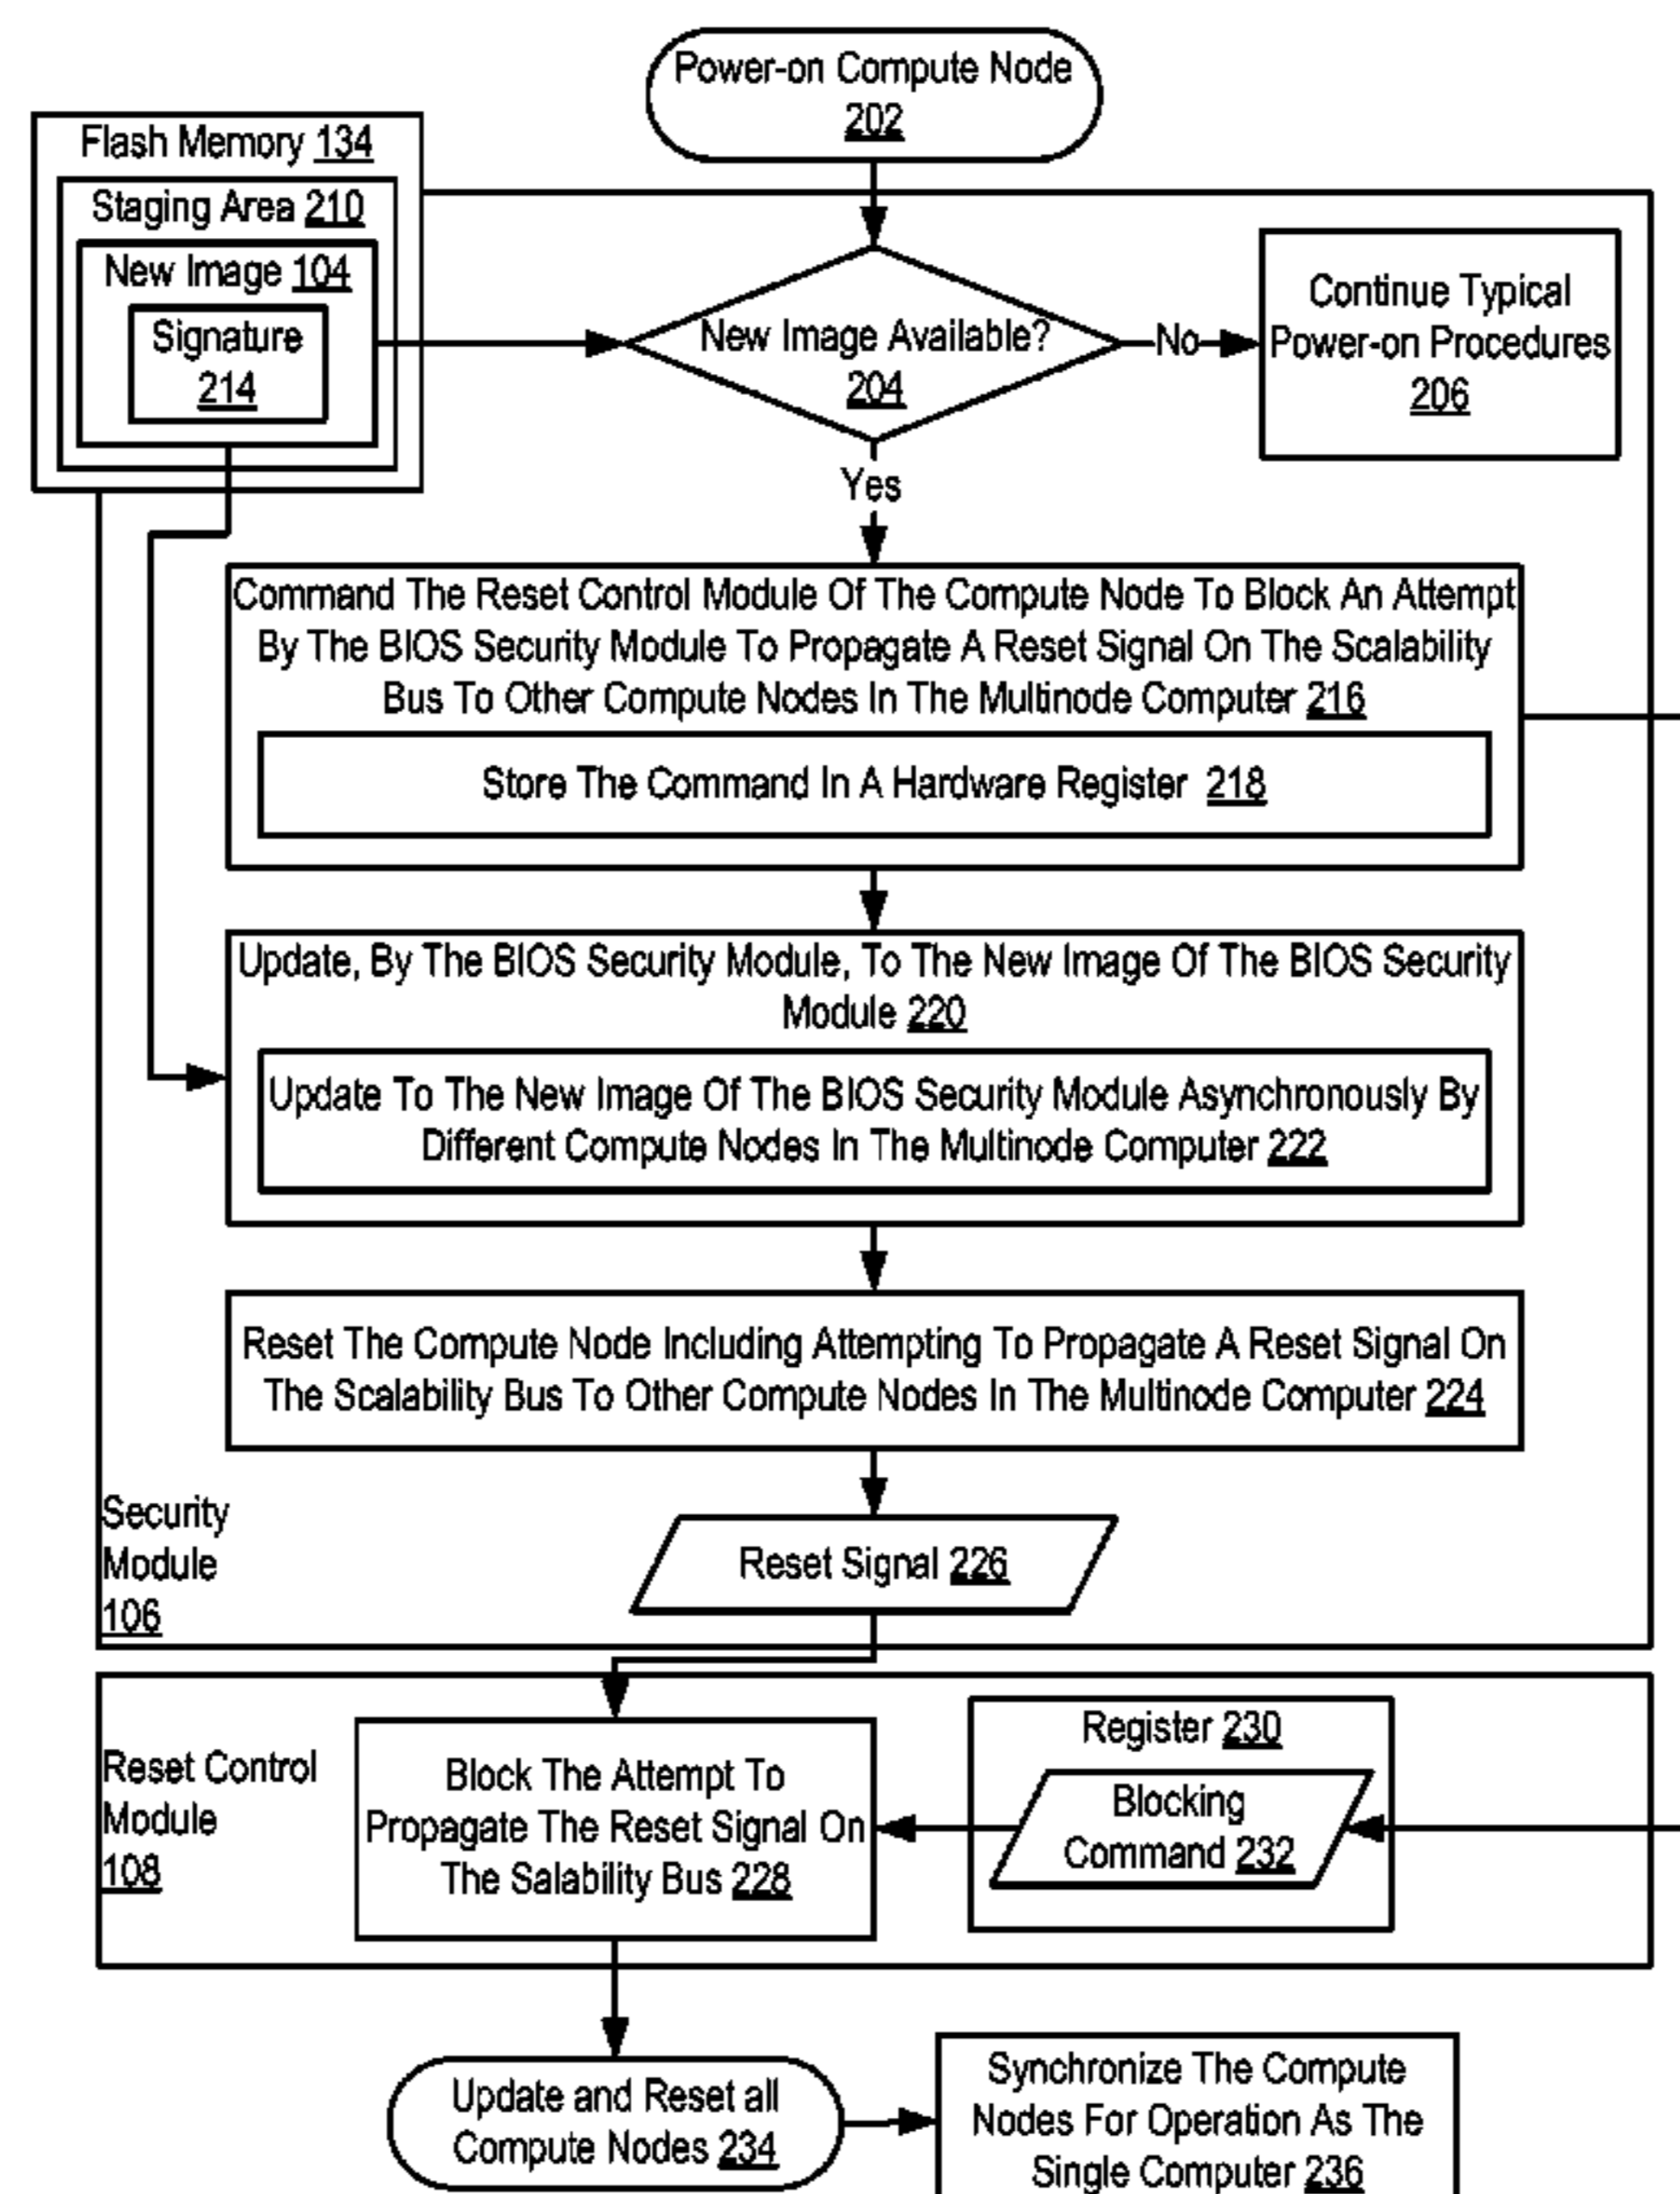 Power-on Compute Node
202
Flash Memory 134
Staging Area 210
New Image 104
Signature
214
New Image Available?
204
No
Continue Typical
Power-on Procedures
206
Yes
Command The Reset Control Module Of The Compute Node To Block An Attempt
By The BIOS Security Module To Propagate A Reset Signal On The Scalability
Bus To Other Compute Nodes In The Multinode Computer 216
Store The Command In A Hardware Register 218
Update, By The BIOS Security Module, To The New Image Of The BIOS Security
Module 220
Update To The New Image Of The BIOS Security Module Asynchronously By
Different Compute Nodes In The Multinode Computer 222
Reset The Compute Node Including Attempting To Propagate A Reset Signal On
The Scalability Bus To Other Compute Nodes In The Multinode Computer 224
Security
Module
106
Reset Signal 226
Reset Control
Module
108
Block The Attempt To
Propagate The Reset Signal On
The Salability Bus 228
Register 230
Blocking
Command 232
Update and Reset all
Compute Nodes 234
Synchronize The Compute
Nodes For Operation As The
Single Computer 236